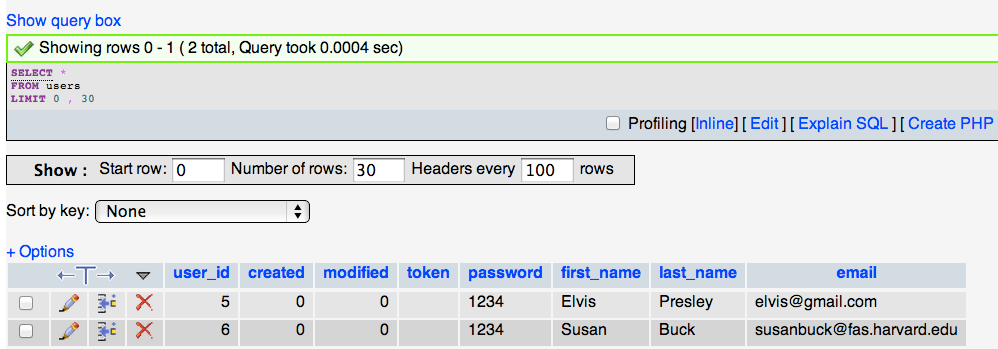 Show query box
Showing rows 0 - 1 ( 2 total, Query took 0.0004 sec)
SELECT *
FROM users
LIMIT 0 , 30
Profiling [Inline] [ Edit ] [ Explain SQL ] [ Create PHP
Show : Start row: 0 Number of rows: 30 Headers every 100 rows
Sort by key: None
+ Options
user_id created modified token password first_name last_name email
5 0 0 1234 Elvis Presley elvis@gmail.com
6 0 0 1234 Susan Buck susanbuck@fas.harvard.edu